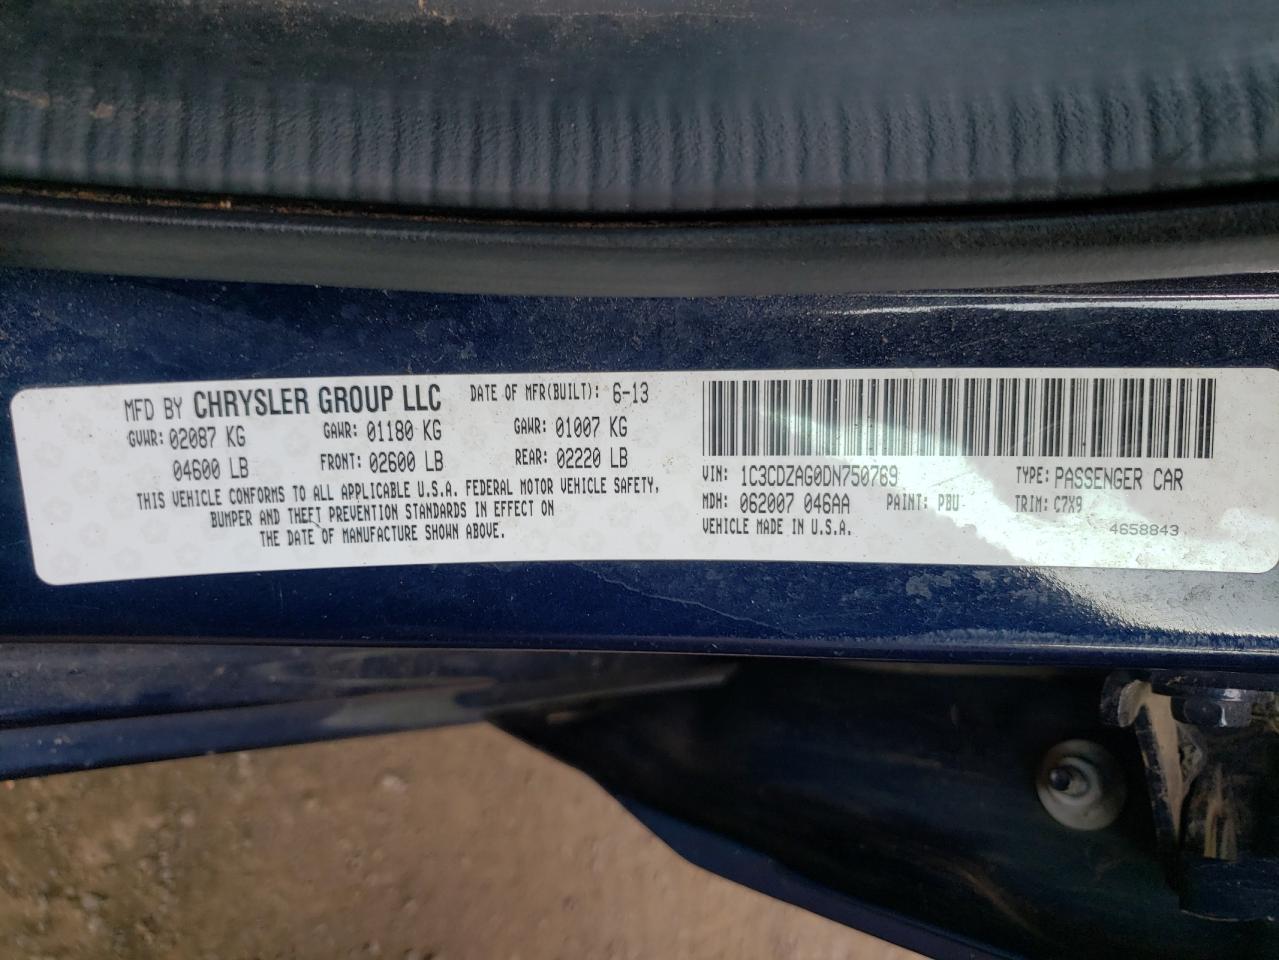 MFD BY CHRYSLER GROUP LLC DATE OF MFR(BUILT): 6-13
GVWR: 02087 KG GAWR: 01180 KG GAWR: 01007 KG
04600 LB FRONT: 02600 LB REAR: 02220 LB
THIS VEHICLE CONFORMS TO ALL APPLICABLE U.S.A. FEDERAL MOTOR VEHICLE SAFETY,
BUMPER AND THEFT PREVENTION STANDARDS IN EFFECT ON
THE DATE OF MANUFACTURE SHOWN ABOVE.
VIN: 1C3CDZAG0DN750769 TYPE: PASSENGER CAR
MDH: 062007 046AA PAINT: PBU TRIM: C7X9
VEHICLE MADE IN U.S.A. 4658843